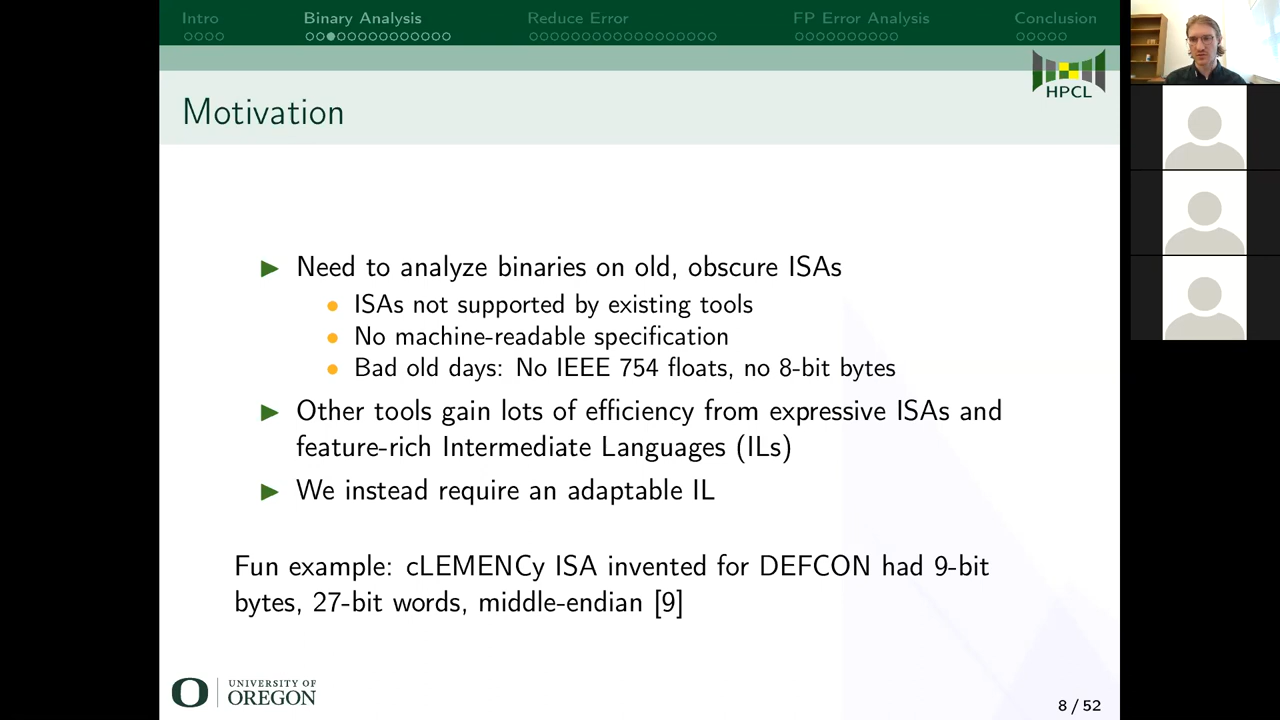 Intro Binary Analysis Reduce Error FP Error Analysis Conclusion
HPCL
Motivation
Need to analyze binaries on old, obscure ISAs
ISAs not supported by existing tools
No machine-readable specification
Bad old days: No IEEE 754 floats, no 8-bit bytes
Other tools gain lots of efficiency from expressive ISAs and
feature-rich Intermediate Languages (ILs)
We instead require an adaptable IL
Fun example: cLEMENCy ISA invented for DEFCON had 9-bit
bytes, 27-bit words, middle-endian [9]
O UNIVERSITY OF
OREGON
8 / 52